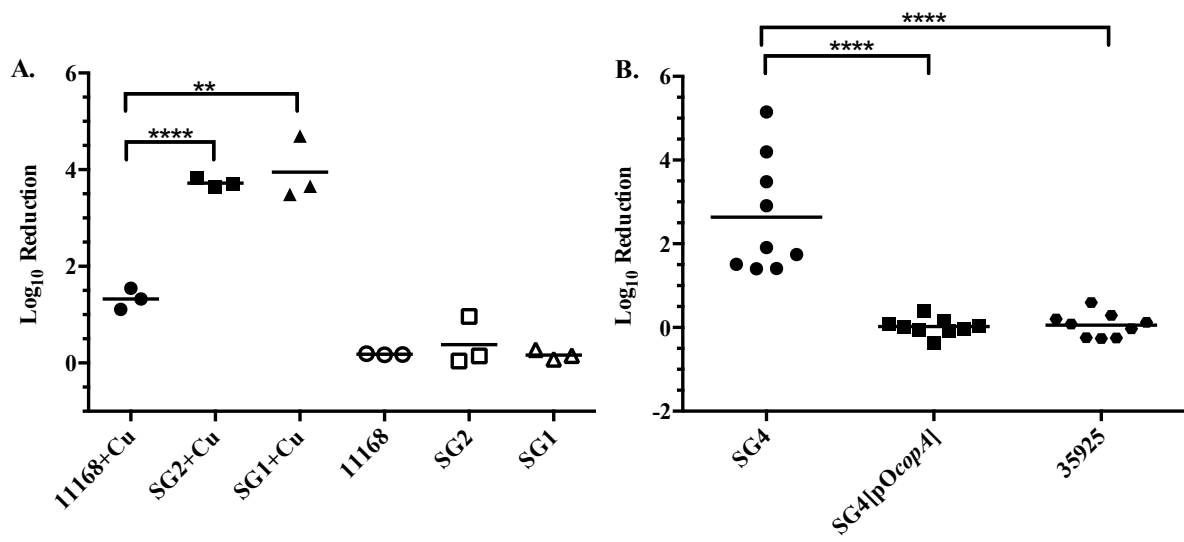 A.
Log10 Reduction
6
4
2
0
**
****
11168+Cu
SG2+Cu
SG1+Cu
11168
SG2
SG1
B.
Log10 Reduction
6
4
2
0
-2
****
****
SG4
SG4[pOcopA]
35925